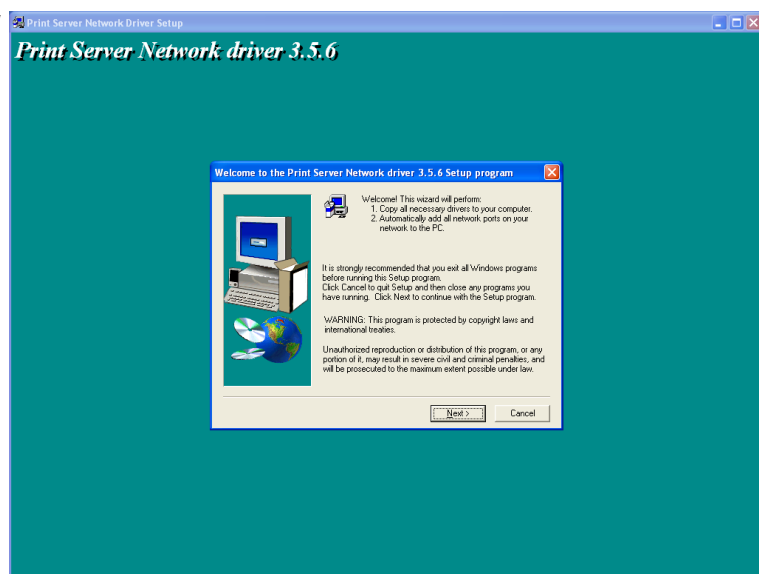 Print Server Network Driver Setup
Print Server Network driver 3.5.6
Welcome to the Print Server Network driver 3.5.6 Setup program
Welcome! This wizard will perform:
1. Copy all necessary drivers to your computer.
2. Automatically add all network ports on your
network to the PC.
It is strongly recommended that you exit all Windows programs
before running this Setup program.
Click Cancel to quit Setup and then close any programs you
have running. Click Next to continue with the Setup program.
WARNING: This program is protected by copyright laws and
international treaties.
Unauthorized reproduction or distribution of this program, or any
portion of it, may result in severe civil and criminal penalties, and
will be prosecuted to the maximum extent possible under law.
Next >
Cancel